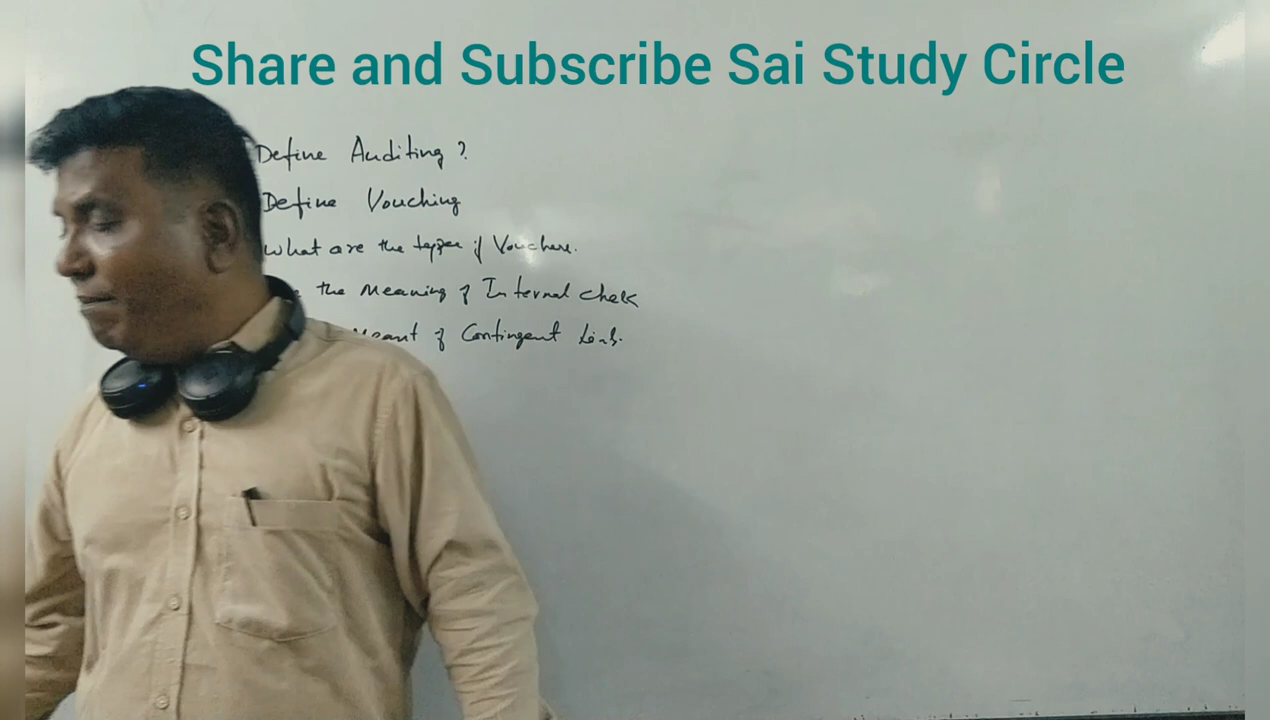 Share and Subscribe Sai Study Circle
Define Auditing ?
Define Vouching
What are the types of Vouchers.
the Meaning of Internal check
Meant of Contingent Liab.